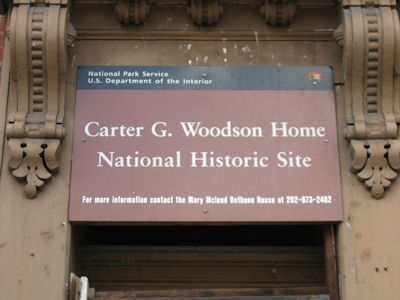 National Park Service
U.S. Department of the Interior
Carter G. Woodson Home
National Historic Site
For more information contact the Mary Mcleod Bethune House at 202-673-2402